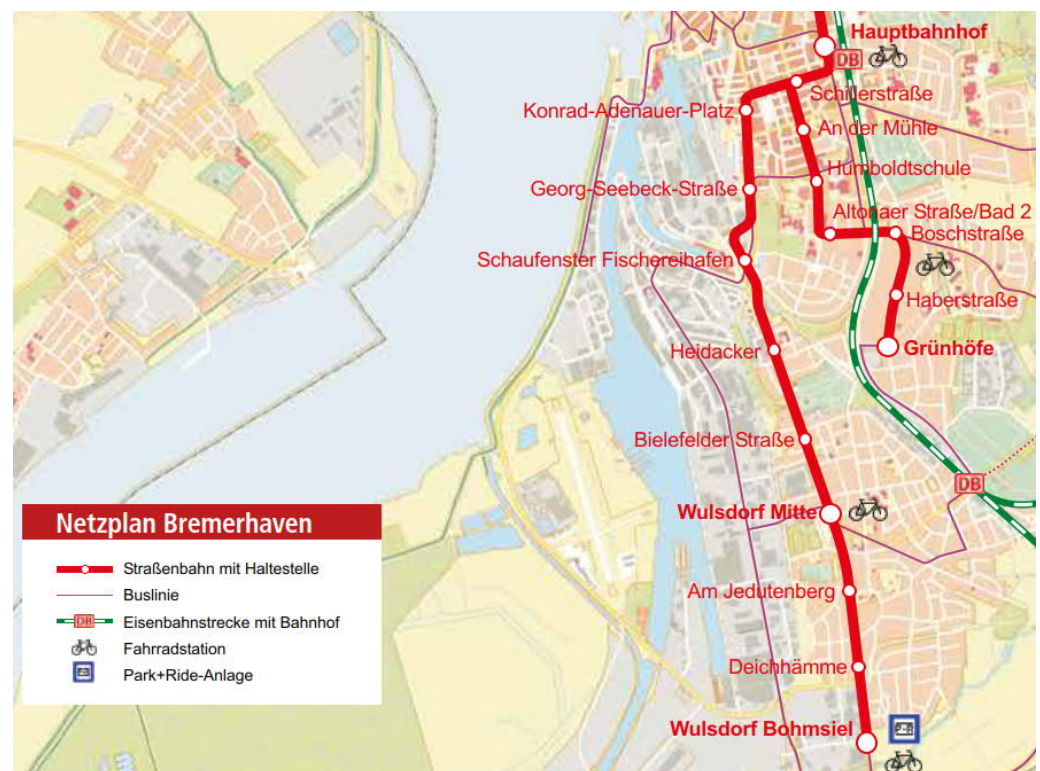 Hauptbahnhof
DB
Schillerstraße
Konrad-Adenauer-Platz
An der Mühle
Humboldtschule
Georg-Seebeck-Straße
Altonaer Straße/Bad 2
Boschstraße
Schaufenster Fischereihafen
Haberstraße
Grünhöfe
Heidacker
Bielefelder Straße
DB
Wulsdorf Mitte
Am Jedutenberg
Deichhämme
Wulsdorf Bohmsiel
P+R
Netzplan Bremerhaven
Straßenbahn mit Haltestelle
Buslinie
DB Eisenbahnstrecke mit Bahnhof
Fahrradstation
Park+Ride-Anlage